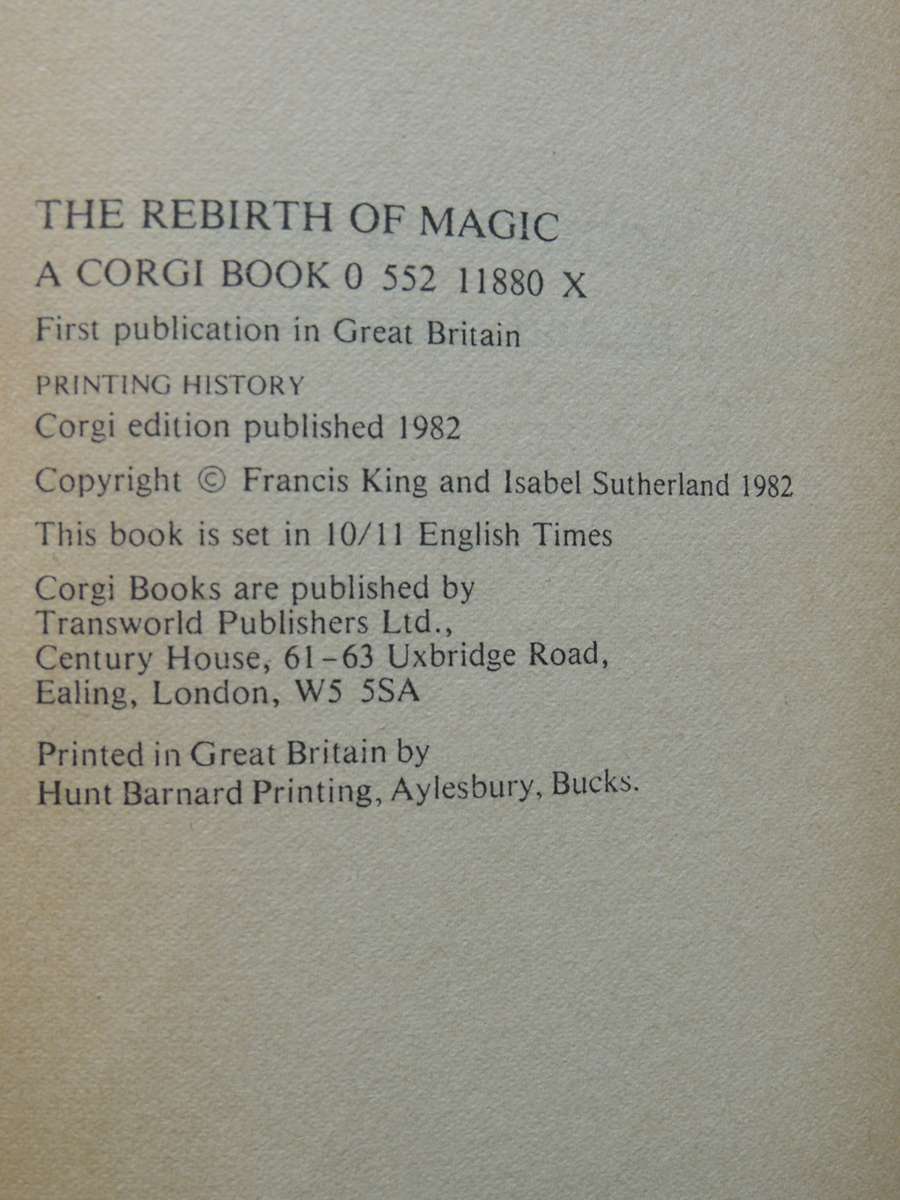 THE REBIRTH OF MAGIC
A CORGI BOOK 0 552 11880 X
First publication in Great Britain
PRINTING HISTORY
Corgi edition published 1982
Copyright © Francis King and Isabel Sutherland 1982
This book is set in 10/11 English Times
Corgi Books are published by
Transworld Publishers Ltd.,
Century House, 61–63 Uxbridge Road,
Ealing, London, W5 5SA
Printed in Great Britain by
Hunt Barnard Printing, Aylesbury, Bucks.